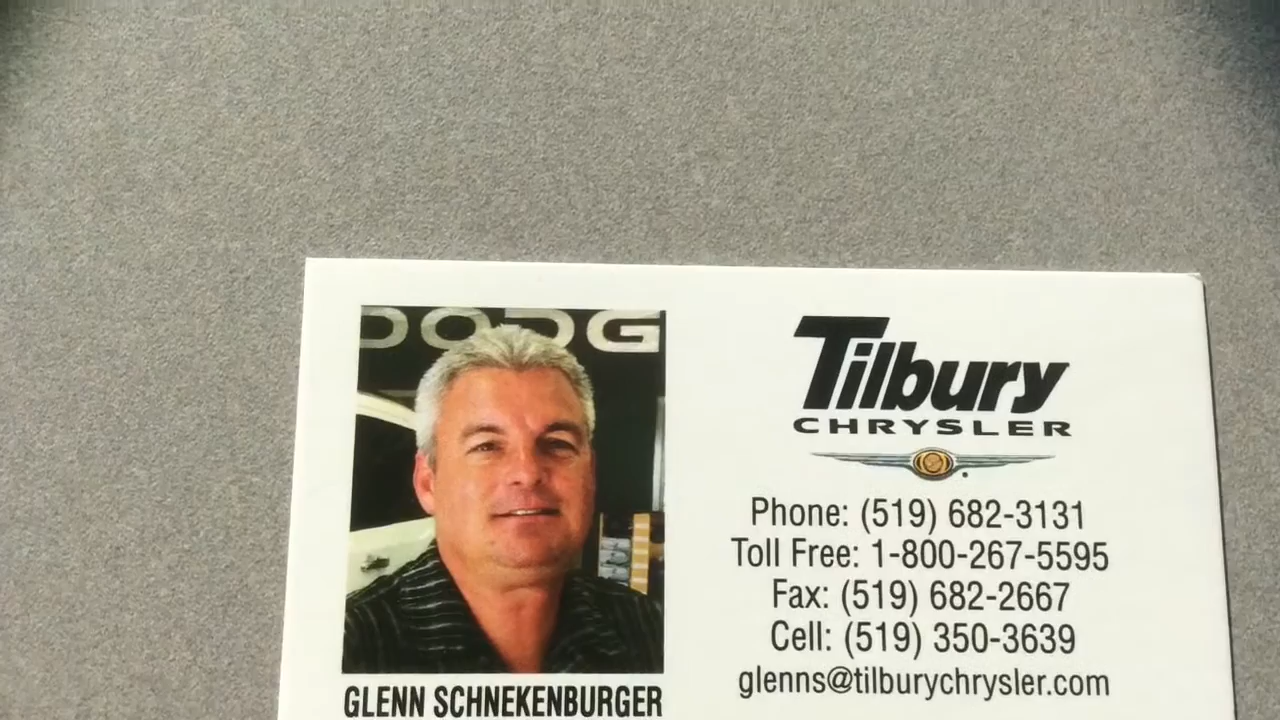 DODG
Tilbury
CHRYSLER
Phone: (519) 682-3131
Toll Free: 1-800-267-5595
Fax: (519) 682-2667
Cell: (519) 350-3639
glenns@tilburychrysler.com
GLENN SCHNEKENBURGER